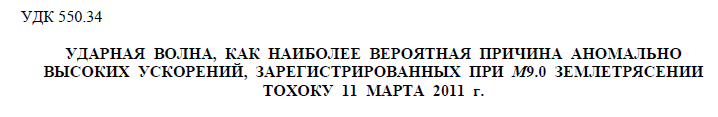 УДК 550.34
УДАРНАЯ ВОЛНА, КАК НАИБОЛЕЕ ВЕРОЯТНАЯ ПРИЧИНА АНОМАЛЬНО
ВЫСОКИХ УСКОРЕНИЙ, ЗАРЕГИСТРИРОВАННЫХ ПРИ M9.0 ЗЕМЛЕТРЯСЕНИИ
ТОХОКУ 11 МАРТА 2011 г.